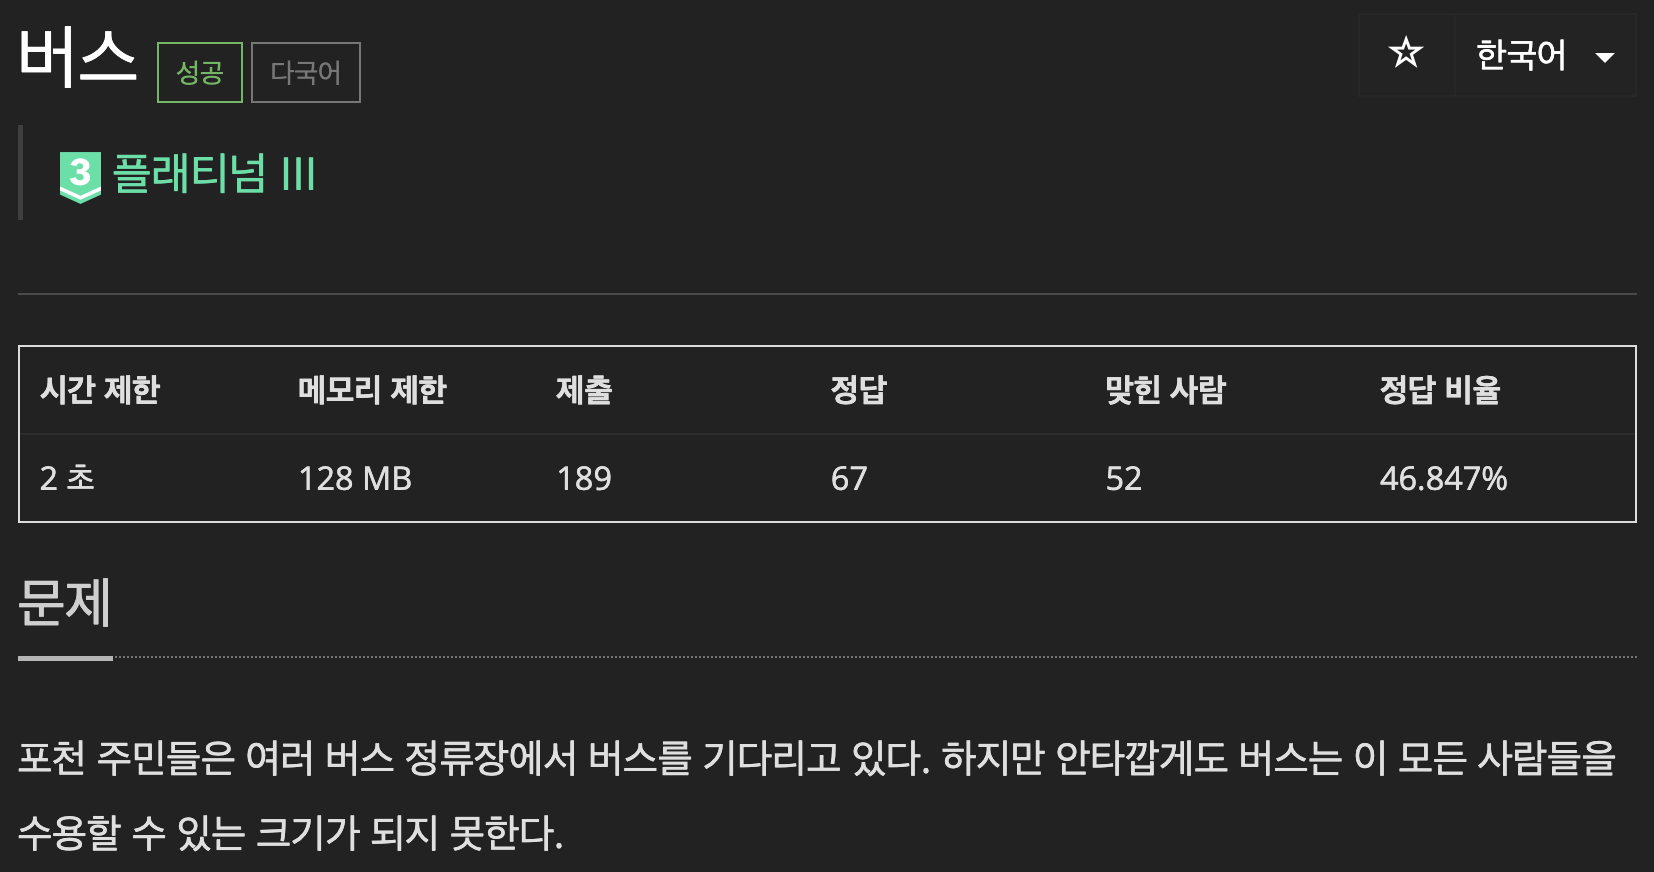 버스 성공 다국어
한국어
3 플래티넘 III
시간 제한 메모리 제한 제출 정답 맞힌 사람 정답 비율
2 초 128 MB 189 67 52 46.847%
문제
포천 주민들은 여러 버스 정류장에서 버스를 기다리고 있다. 하지만 안타깝게도 버스는 이 모든 사람들을
수용할 수 있는 크기가 되지 못한다.